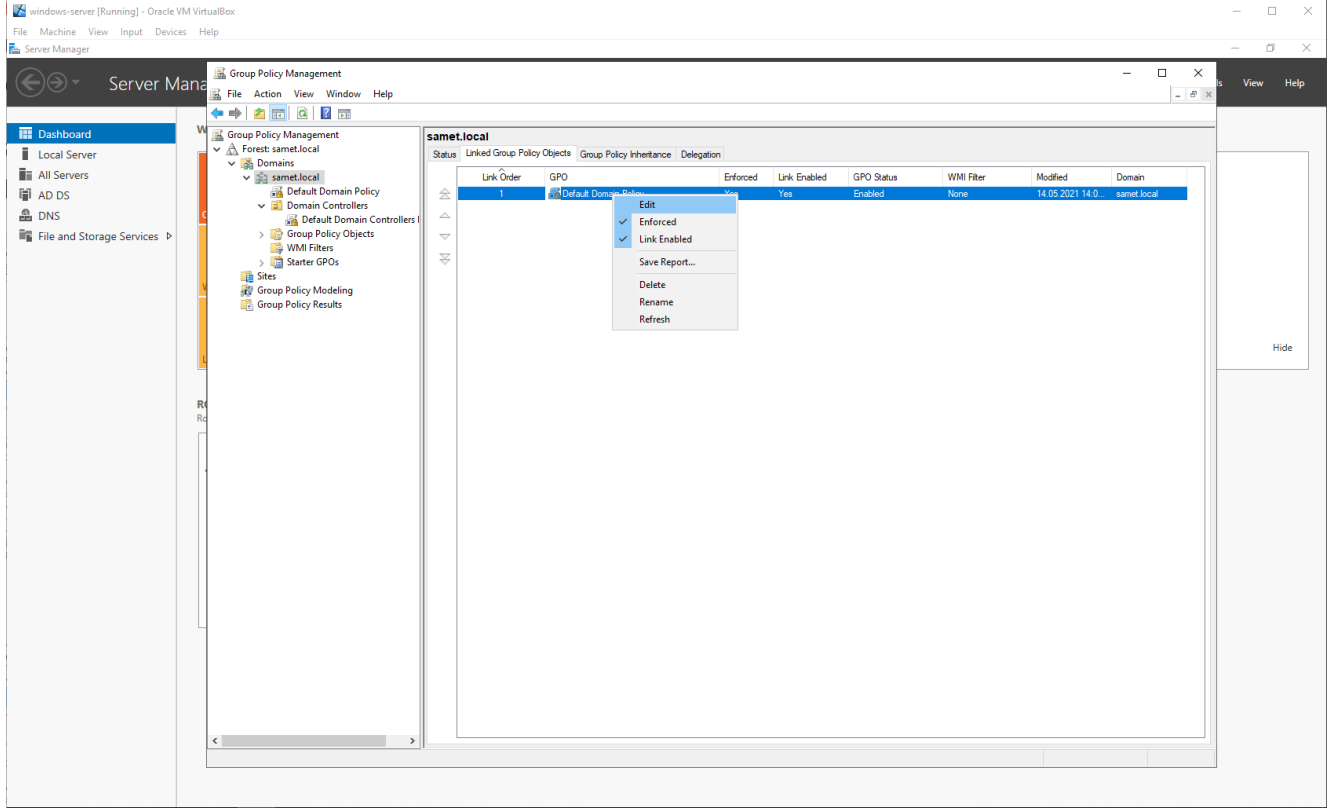 windows-server [Running] - Oracle VM VirtualBox
File Machine View Input Devices Help
Server Manager
Server Mana
View Help
Group Policy Management
File Action View Window Help
Dashboard
Local Server
All Servers
AD DS
DNS
File and Storage Services
Group Policy Management
Forest: samet.local
Domains
samet.local
Default Domain Policy
Domain Controllers
Default Domain Controllers
Group Policy Objects
WMI Filters
Starter GPOs
Sites
Group Policy Modeling
Group Policy Results
samet.local
Status Linked Group Policy Objects Group Policy Inheritance Delegation
Link Order GPO Enforced Link Enabled GPO Status WMI Filter Modified Domain
1 Default Domain Policy Yes Yes Enabled None 14.05.2021 14:0... samet.local
Edit
Enforced
Link Enabled
Save Report...
Delete
Rename
Refresh
Hide